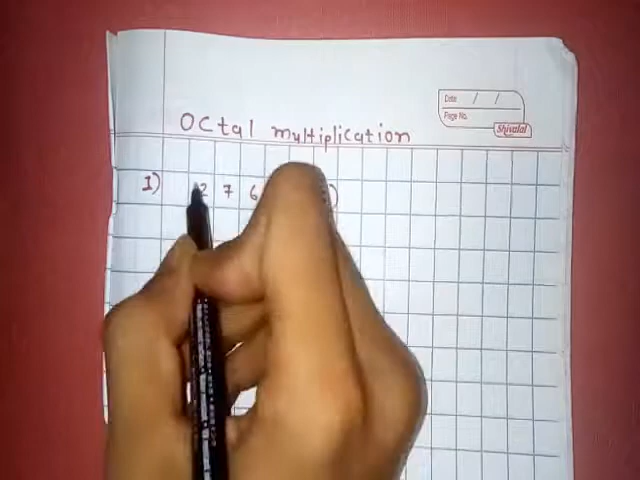 Date / /
Page No.
Shivalal
Octal multiplication
1) 2 7 6 )